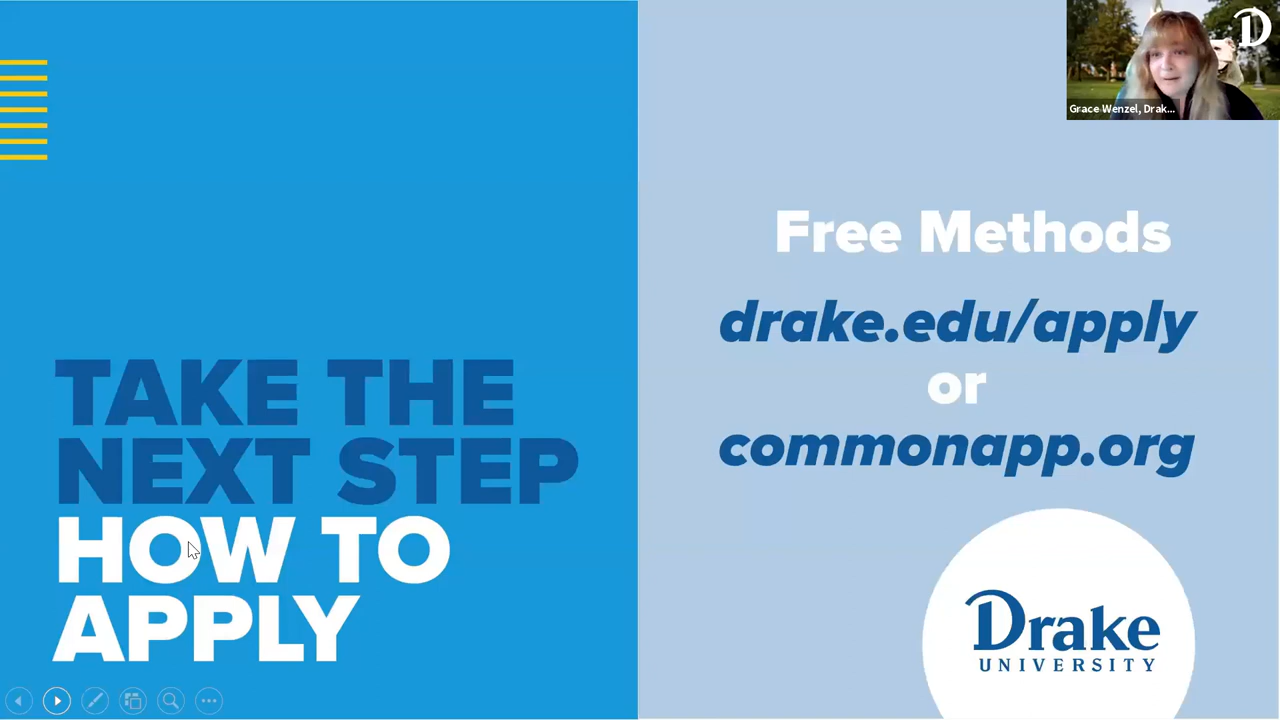 D
Grace Wenzel, Drak...
Free Methods
drake.edu/apply
or
commonapp.org
TAKE THE
NEXT STEP
HOW TO
APPLY
Drake
UNIVERSITY